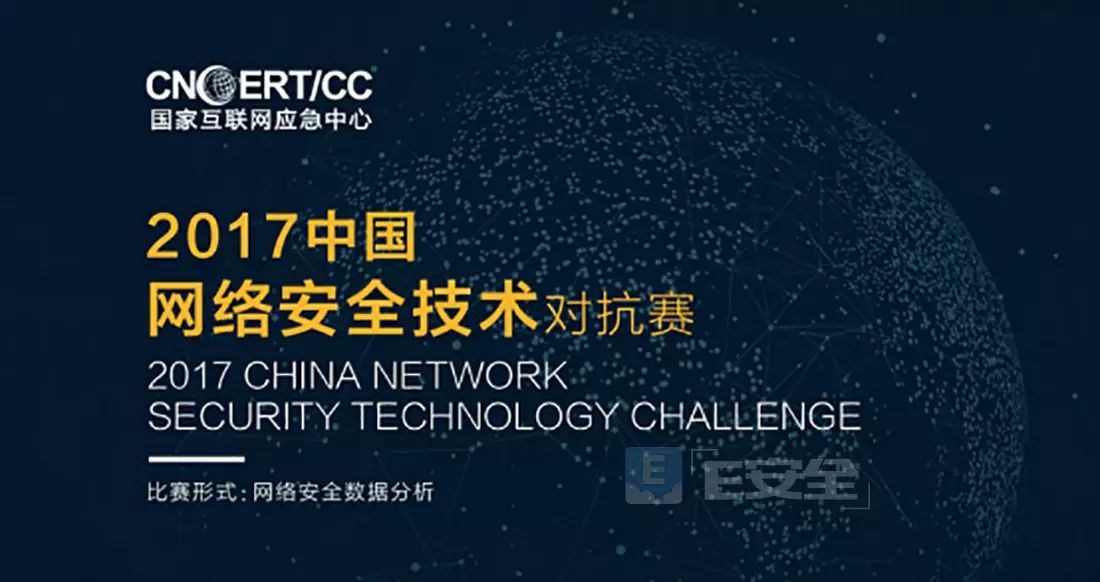 CNCERT/CC
国家互联网应急中心
2017中国
网络安全技术对抗赛
2017 CHINA NETWORK
SECURITY TECHNOLOGY CHALLENGE
比赛形式：网络安全数据分析
E E安全